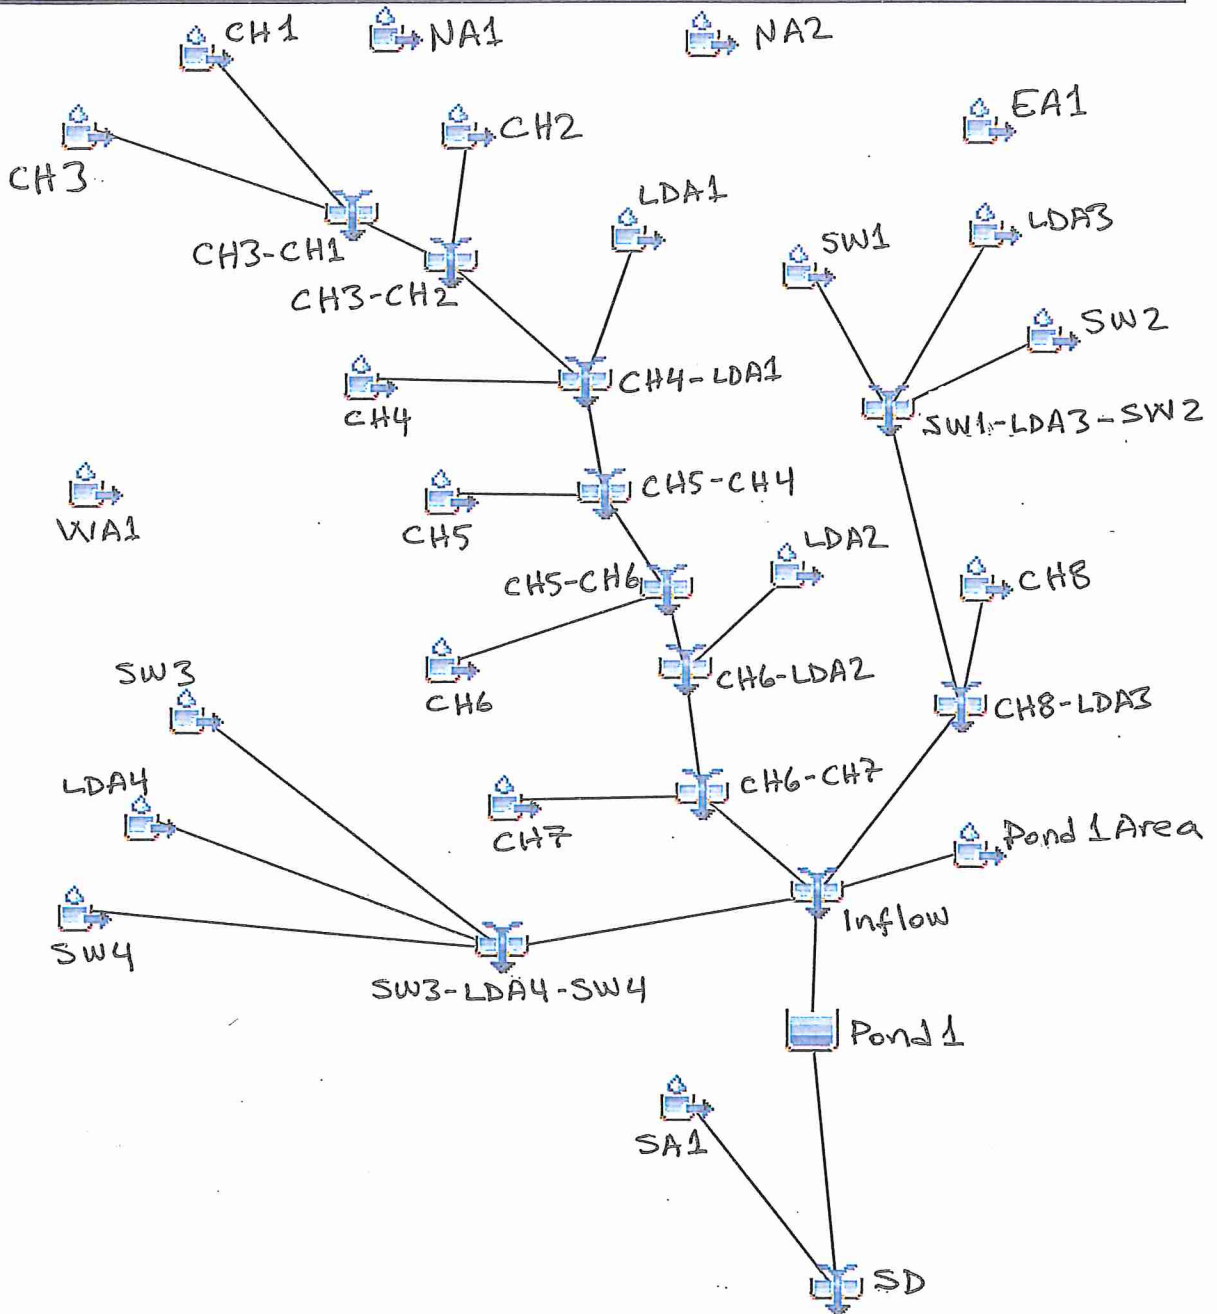 CH1
NA1
NA2
EA1
CH3
CH2
LDA1
LDA3
SW1
CH3-CH1
CH3-CH2
SW2
CH4
CH4-LDA1
SW1-LDA3-SW2
WA1
CH5
CH5-CH4
LDA2
CH5-CH6
CH8
SW3
CH6
CH6-LDA2
CH8-LDA3
LDA4
CH6-CH7
CH7
Pond 1 Area
SW4
Inflow
SW3-LDA4-SW4
Pond 1
SA1
SD